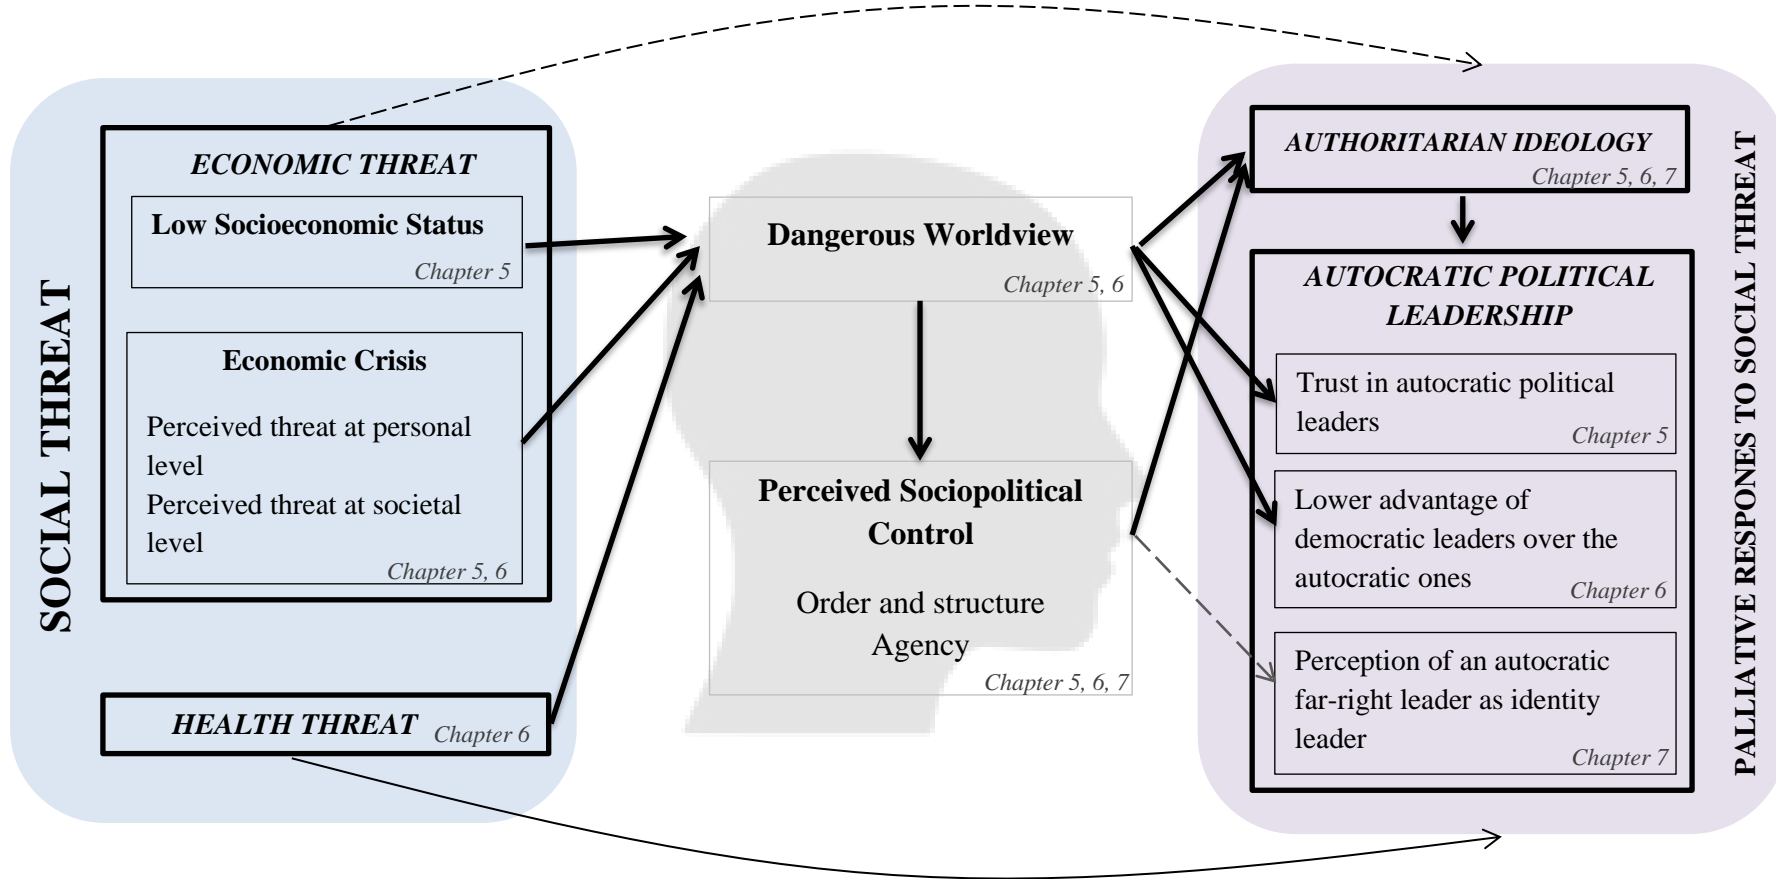 SOCIAL THREAT
ECONOMIC THREAT
Low Socioeconomic Status
Chapter 5
Economic Crisis
Perceived threat at personal
level
Perceived threat at societal
level
Chapter 5, 6
HEALTH THREAT
Chapter 6
Dangerous Worldview
Chapter 5, 6
Perceived Sociopolitical
Control
Order and structure
Agency
Chapter 5, 6, 7
AUTHORITARIAN IDEOLOGY
Chapter 5, 6, 7
AUTOCRATIC POLITICAL
LEADERSHIP
Trust in autocratic political
leaders
Chapter 5
Lower advantage of
democratic leaders over the
autocratic ones
Chapter 6
Perception of an autocratic
far-right leader as identity
leader
Chapter 7
PALLIATIVE RESPONES TO SOCIAL THREAT